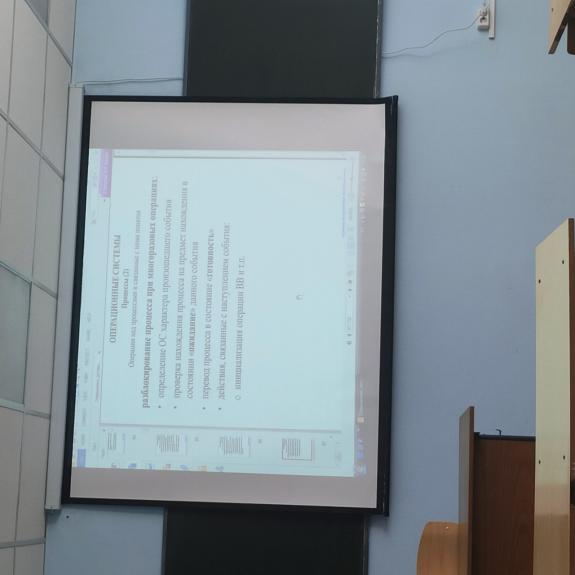 ОПЕРАЦИОННЫЕ СИСТЕМЫ
Процессы (2)
Операции над процессами и связанные с ними понятия
разблокирование процесса при многоразовых операциях:
• определение ОС характера произошедшего события
• проверка нахождения процесса на предмет нахождения в
состоянии «ожидание» данного события
• перевод процесса в состояние «готовность»
• действия, связанные с наступлением события:
○ инициализация операции ВВ и т.п.